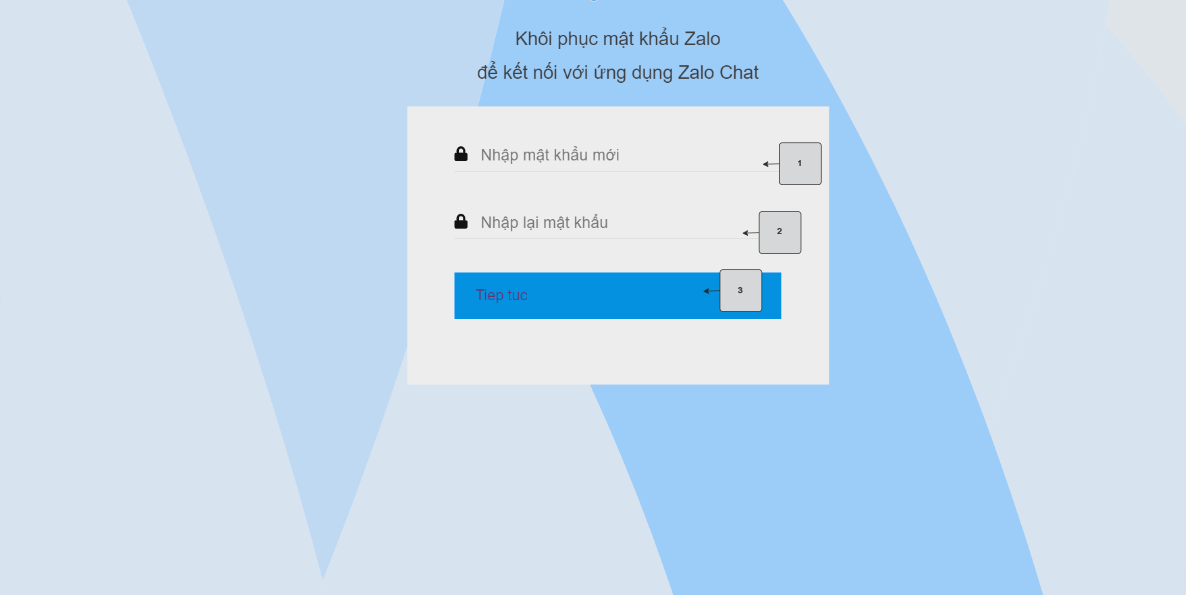 Khôi phục mật khẩu Zalo
để kết nối với ứng dụng Zalo Chat
Nhập mật khẩu mới
1
Nhập lại mật khẩu
2
Tiep tuc
3